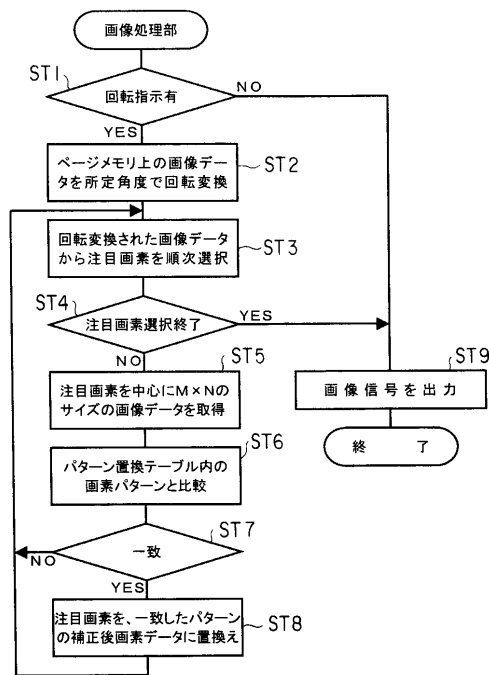 画像処理部
ST1
回転指示有
NO
YES
ページメモリ上の画像データ
を所定角度で回転変換
ST2
回転変換された画像データ
から注目画素を順次選択
ST3
ST4
注目画素選択終了
YES
NO
ST5
注目画素を中心にM×Nの
サイズの画像データを取得
ST9
画像信号を出力
終 了
ST6
パターン置換テーブル内の
画素パターンと比較
ST7
一致
NO
YES
注目画素を、一致したパターン
の補正後画素データに置換え
ST8